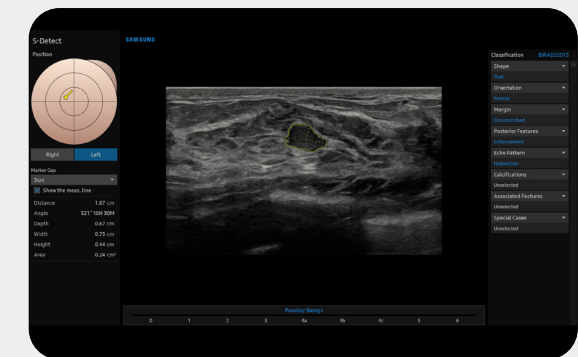 S-Detect
SAMSUNG
Position
Right
Left
Marker Gap
3cm
Show the meas. line
Distance 1.87 cm
Angle 321° 10H 30M
Depth 0.67 cm
Width 0.75 cm
Height 0.44 cm
Area 0.24 cm²
Classification BIRADS2013
Shape
Oval
Orientation
Parallel
Margin
Circumscribed
Posterior Features
Enhancement
Echo Pattern
Hypoechoic
Calcifications
Unselected
Associated Features
Unselected
Special Cases
Unselected
Possibly Benign
0 1 2 3 4a 4b 4c 5 6